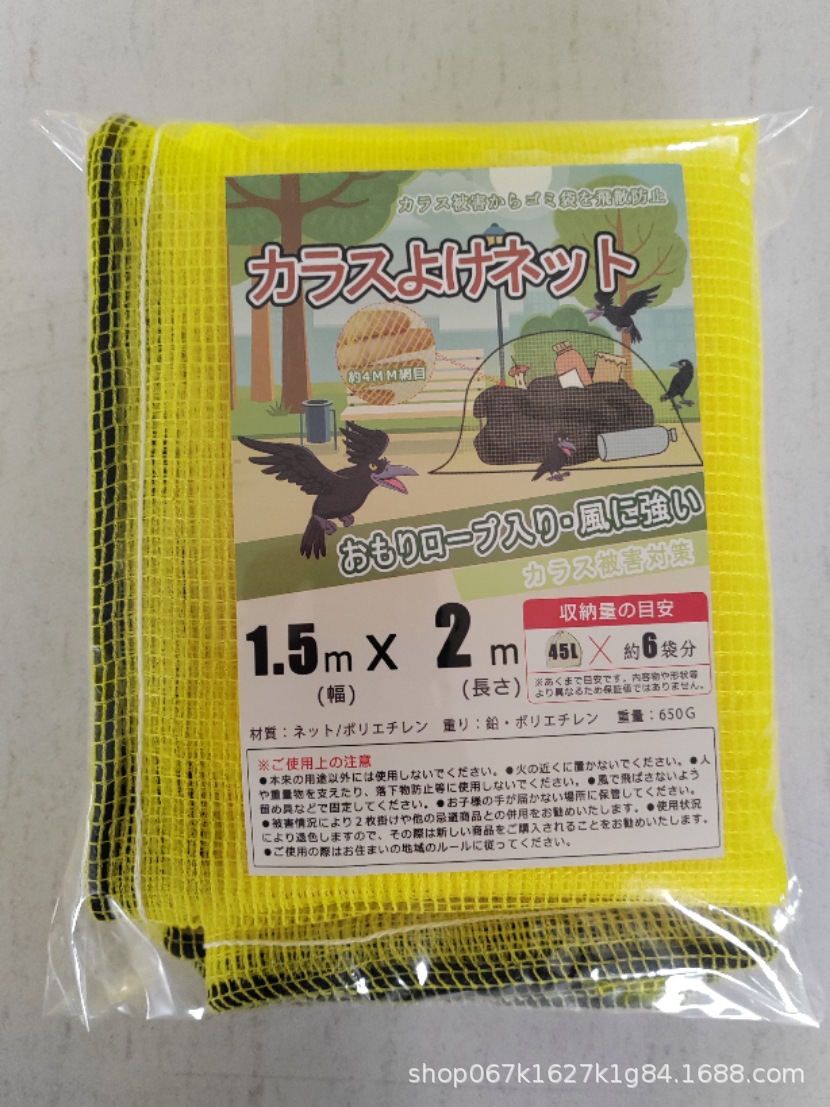 カラス被害からゴミ袋を飛散防止
カラスよけネット
約4MM網目
おもりロープ入り・風に強い
カラス被害対策
1.5m X 2m
(幅) (長さ)
収納量の目安
45L × 約6袋分
※あくまで目安です。内容物や形状等
より異なるため保証値ではありません。
材質：ネット/ポリエチレン 重り：鉛・ポリエチレン 重量：650G
※ご使用上の注意
●本来の用途以外には使用しないでください。●火の近くに置かないでください。●人
や重量物を支えたり、落下物防止等に使用しないでください。●風で飛ばさないよう
留め具などで固定してください。●お子様の手が届かない場所に保管してください。
●被害情況により2枚掛けや他の忌避商品との併用をお勧めいたします。●使用状況
により退色しますので、その際は新しい商品をご購入されることをお勧めいたします。
●ご使用の際はお住まいの地域のルールに従ってください。
shop067k1627k1g84.1688.com